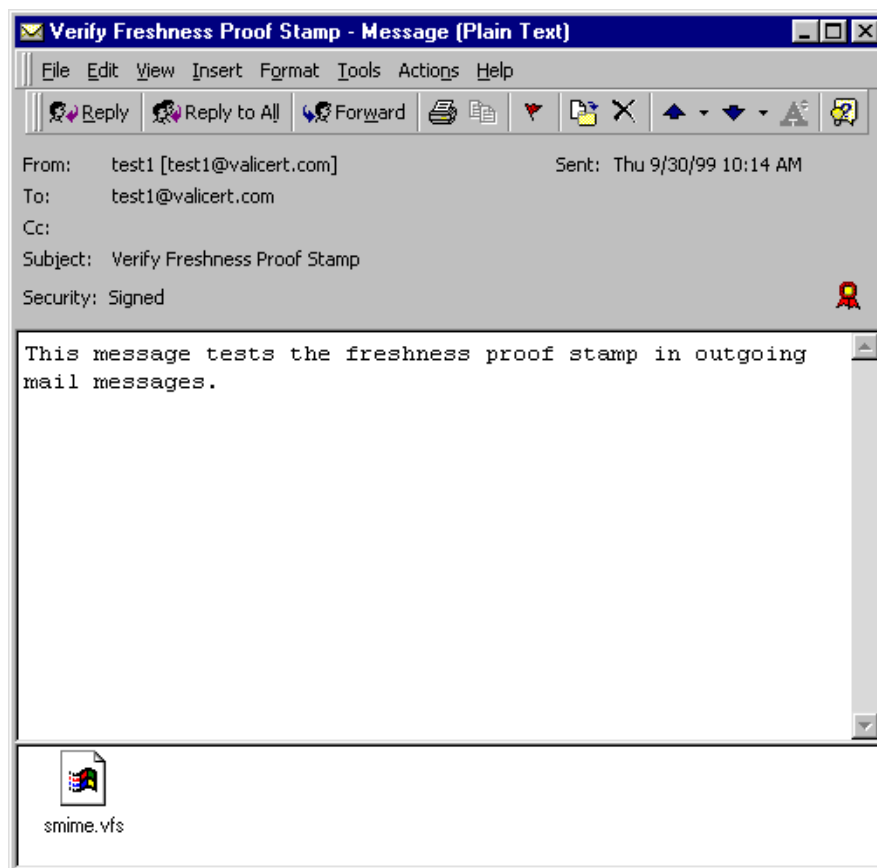 Verify Freshness Proof Stamp - Message (Plain Text)
File Edit View Insert Format Tools Actions Help
Reply Reply to All Forward
From: test1 [test1@valicert.com] Sent: Thu 9/30/99 10:14 AM
To: test1@valicert.com
Cc:
Subject: Verify Freshness Proof Stamp
Security: Signed
This message tests the freshness proof stamp in outgoing
mail messages.
smime.vfs